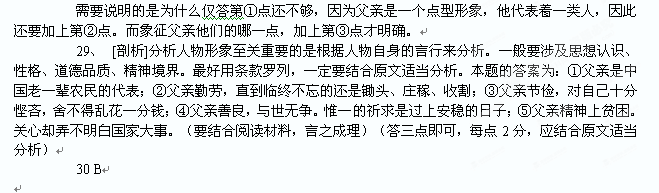 需要说明的是为什么仅答第①点还不够，因为父亲是一个点型形象，他代表着一类人，因此
还要加上第②点。而象征父亲他们的哪一点，加上第③点才明确。
29、 [剖析]分析人物形象至关重要的是根据人物自身的言行来分析。一般要涉及思想认识、
性格、道德品质、精神境界。最好用条款罗列，一定要结合原文适当分析。本题的答案为：①父亲是中
国老一辈农民的代表；②父亲勤劳，直到临终不忘的还是锄头、庄稼、收割；③父亲节俭，对自己十分
悭吝，舍不得乱花一分钱；④父亲善良，与世无争。惟一的祈求是过上安稳的日子；⑤父亲精神上贫困。
关心却弄不明白国家大事。（要结合阅读材料，言之成理）（答三点即可，每点 2 分，应结合原文适当
分析）
30 B